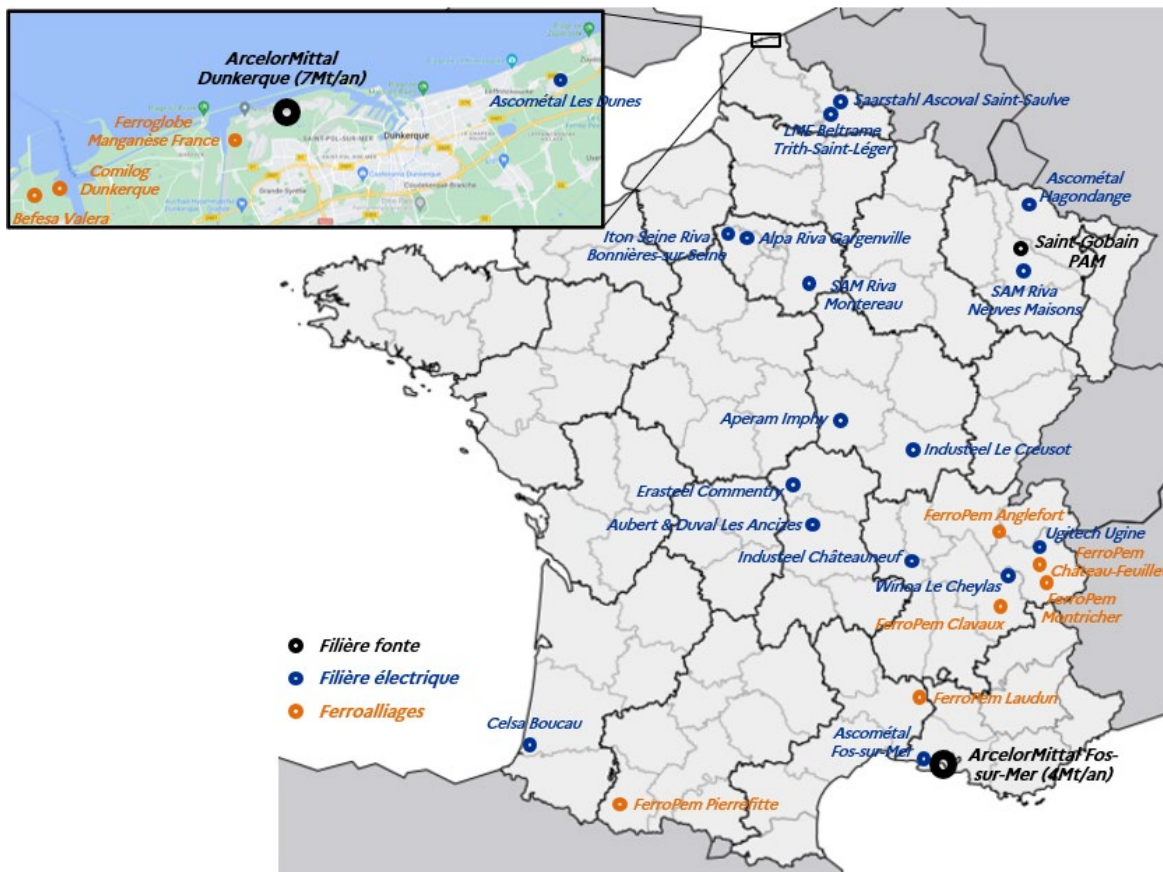 ArcelorMittal
Dunkerque (7Mt/an)
Ascométal Les Dunes
Ferroglobe
Manganèse France
Comilog
Dunkerque
Befesa Valera
SAINT-POL-SUR-MER
Dunkerque
Grande-Synthe
Coudekerque-Branche
Saarstahl Ascoval Saint-Saulve
LME Beltrame
Trith-Saint-Léger
Ascométal
Hagondange
Iton Seine Riva
Bonnières-sur-Seine
Alpa Riva Gargenville
Saint-Gobain
PAM
SAM Riva
Montereau
SAM Riva
Neuves Maisons
Aperam Imphy
Industeel Le Creusot
Erasteel Commentry
FerroPem Anglefort
Aubert & Duval Les Ancizes
Ugitech Ugine
Industeel Châteauneuf
FerroPem
Château-Feuillet
Winoa Le Cheylas
FerroPem
Montricher
FerroPem Clavaux
Filière fonte
Filière électrique
Ferroalliages
FerroPem Laudun
Celsa Boucau
Ascométal
Fos-sur-Mer
ArcelorMittal Fos-
sur-Mer (4Mt/an)
FerroPem Pierrefitte